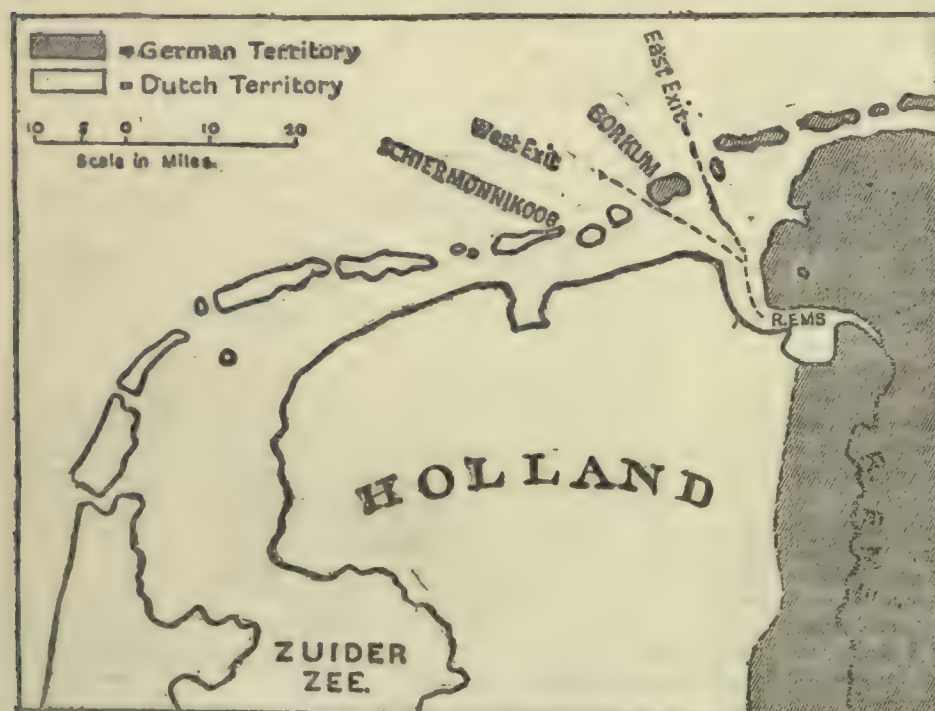 = German Territory
= Dutch Territory
10 5 0 10 20
Scale in Miles.
East Exit
West Exit
BORKUM
SCHIERMONNIKOOG
R.EMS
HOLLAND
ZUIDER
ZEE.